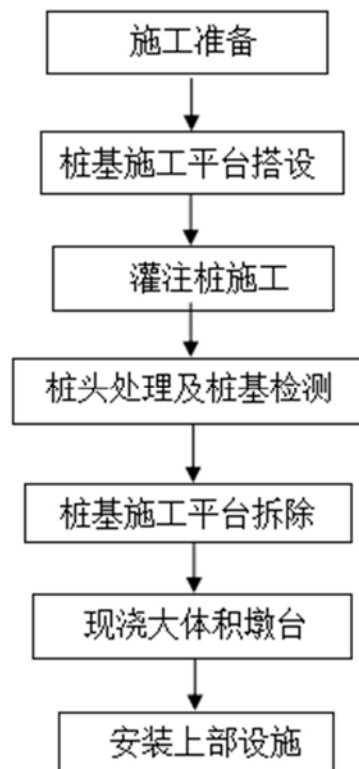 施工准备
桩基施工平台搭设
灌注桩施工
桩头处理及桩基检测
桩基施工平台拆除
现浇大体积墩台
安装上部设施